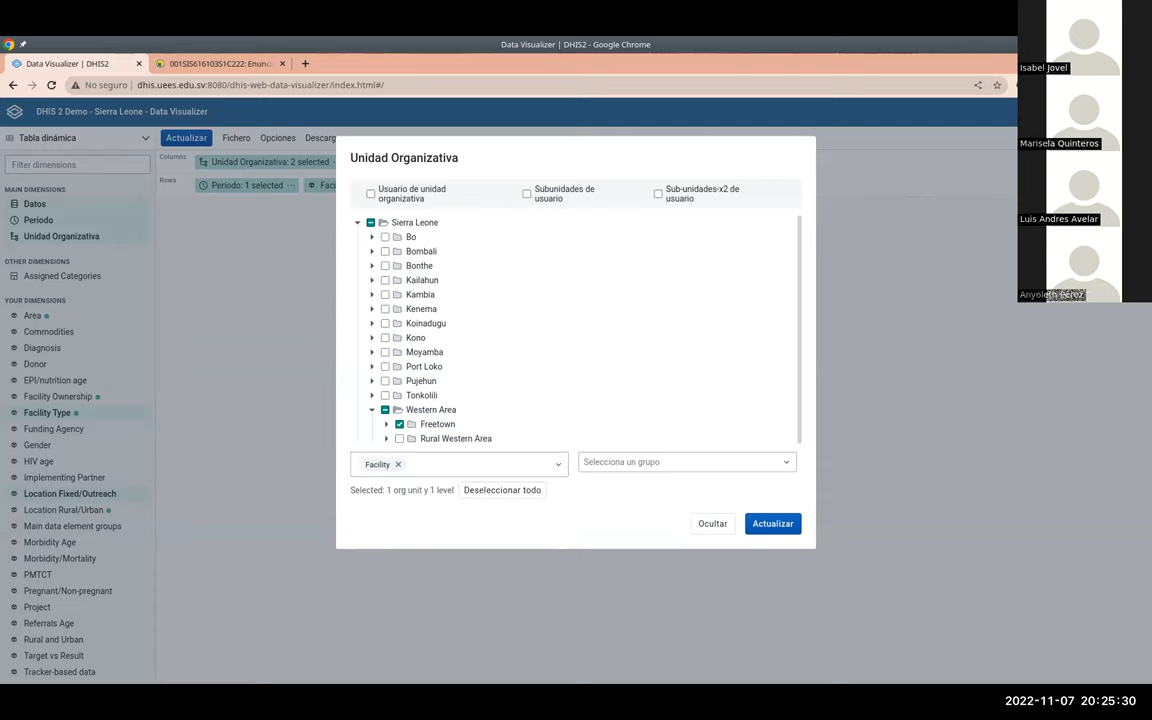 Data Visualizer | DHIS2 - Google Chrome
Data Visualizer | DHIS2
001SIS616103S1C222: Enunc
No seguro
dhis.uees.edu.sv:8080/dhis-web-data-visualizer/index.html#/
DHIS 2 Demo - Sierra Leone - Data Visualizer
Tabla dinámica
Actualizar
Fichero
Opciones
Descarg
Filter dimensions
Columns
Unidad Organizativa: 2 selected
Rows
Periodo: 1 selected
Faci
MAIN DIMENSIONS
Datos
Periodo
Unidad Organizativa
OTHER DIMENSIONS
Assigned Categories
YOUR DIMENSIONS
Area
Commodities
Diagnosis
Donor
EPI/nutrition age
Facility Ownership
Facility Type
Funding Agency
Gender
HIV age
Implementing Partner
Location Fixed/Outreach
Location Rural/Urban
Main data element groups
Morbidity Age
Morbidity/Mortality
PMTCT
Pregnant/Non-pregnant
Project
Referrals Age
Rural and Urban
Target vs Result
Tracker-based data
Unidad Organizativa
Usuario de unidad
organizativa
Subunidades de
usuario
Sub-unidades-x2 de
usuario
Sierra Leone
Bo
Bombali
Bonthe
Kailahun
Kambia
Kenema
Koinadugu
Kono
Moyamba
Port Loko
Pujehun
Tonkolili
Western Area
Freetown
Rural Western Area
Facility
Selecciona un grupo
Selected: 1 org unit y 1 level
Deseleccionar todo
Ocultar
Actualizar
Isabel Jovel
Marisela Quinteros
Luis Andres Avelar
2022-11-07 20:25:30